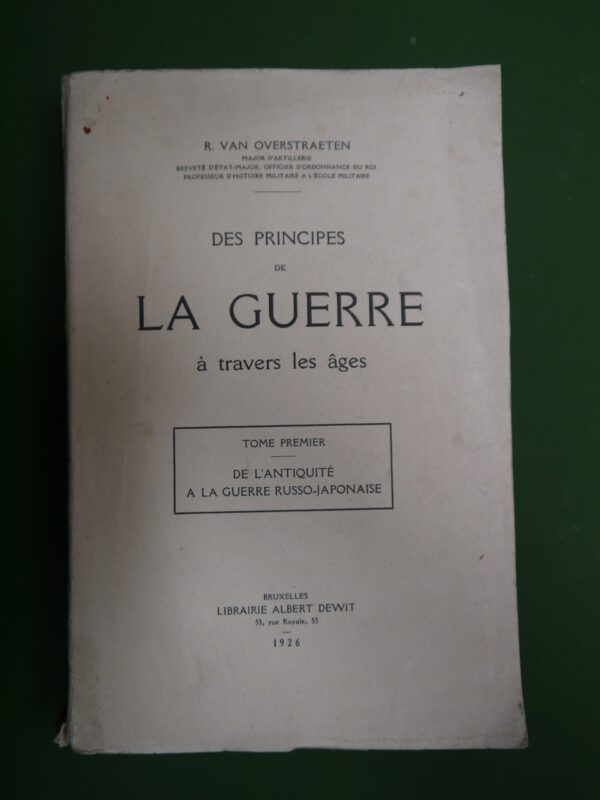 R. VAN OVERSTRAETEN
MAJOR D'ARTILLERIE
BREVETÉ D'ÉTAT-MAJOR, OFFICIER D'ORDONNANCE DU ROI
PROFESSEUR D'HISTOIRE MILITAIRE A L'ÉCOLE MILITAIRE
DES PRINCIPES
DE
LA GUERRE
à travers les âges
TOME PREMIER
DE L'ANTIQUITÉ
A LA GUERRE RUSSO-JAPONAISE
BRUXELLES
LIBRAIRIE ALBERT DEWIT
53, rue Royale, 53
1926